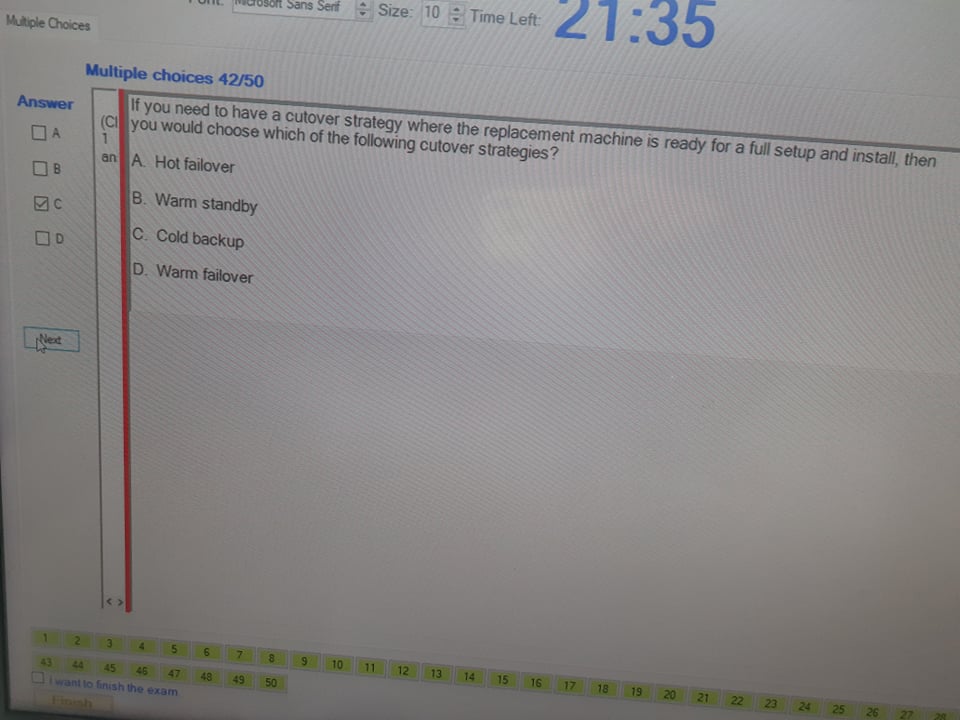 Font: Microsoft Sans Serif Size: 10 Time Left: 21:35
Multiple Choices
Multiple choices 42/50
Answer
A
B
C
D
Next
(Cl
1
an
If you need to have a cutover strategy where the replacement machine is ready for a full setup and install, then
you would choose which of the following cutover strategies?
A. Hot failover
B. Warm standby
C. Cold backup
D. Warm failover
< >
1 2 3 4 5 6 7 8 9 10 11 12 13 14 15 16 17 18 19 20 21 22 23 24 25 26 27 28
43 44 45 46 47 48 49 50
I want to finish the exam
Finish